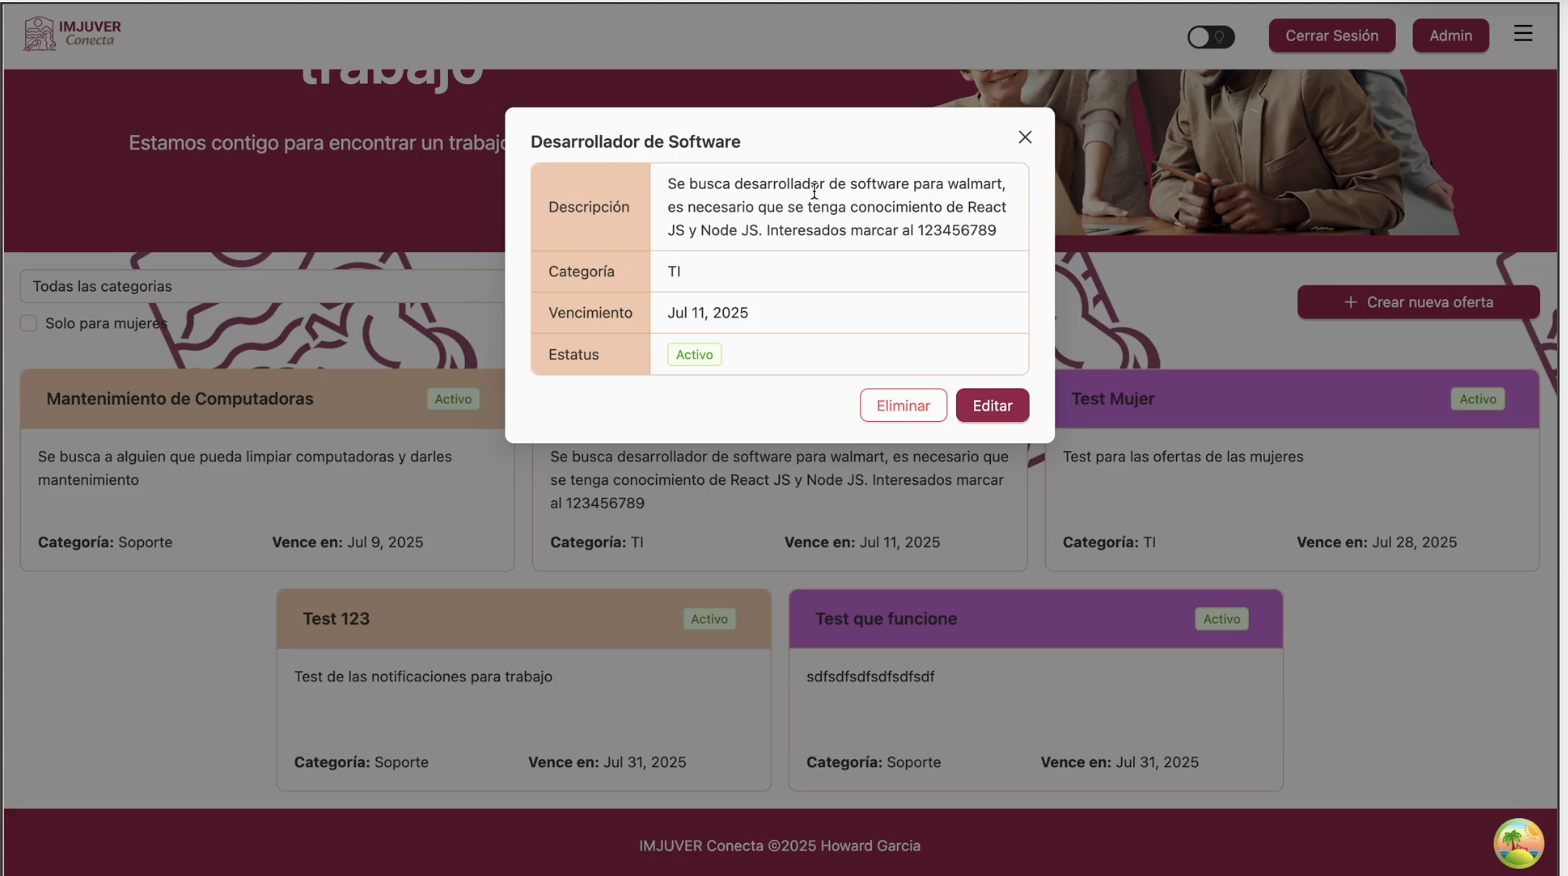 IMJUVER
Conecta
Cerrar Sesión
Admin
trabajo
Estamos contigo para encontrar un trabajo
Desarrollador de Software
Descripción
Se busca desarrollador de software para walmart,
es necesario que se tenga conocimiento de React
JS y Node JS. Interesados marcar al 123456789
Categoría
TI
Vencimiento
Jul 11, 2025
Estatus
Activo
Eliminar
Editar
Todas las categorias
Solo para mujeres
Crear nueva oferta
Mantenimiento de Computadoras
Activo
Se busca a alguien que pueda limpiar computadoras y darles
mantenimiento
Categoría: Soporte
Vence en: Jul 9, 2025
Se busca desarrollador de software para walmart, es necesario que
se tenga conocimiento de React JS y Node JS. Interesados marcar
al 123456789
Categoría: TI
Vence en: Jul 11, 2025
Test Mujer
Activo
Test para las ofertas de las mujeres
Categoría: TI
Vence en: Jul 28, 2025
Test 123
Activo
Test de las notificaciones para trabajo
Categoría: Soporte
Vence en: Jul 31, 2025
Test que funcione
Activo
sdfsdfsdfsdfsdfsdf
Categoría: Soporte
Vence en: Jul 31, 2025
IMJUVER Conecta ©2025 Howard Garcia